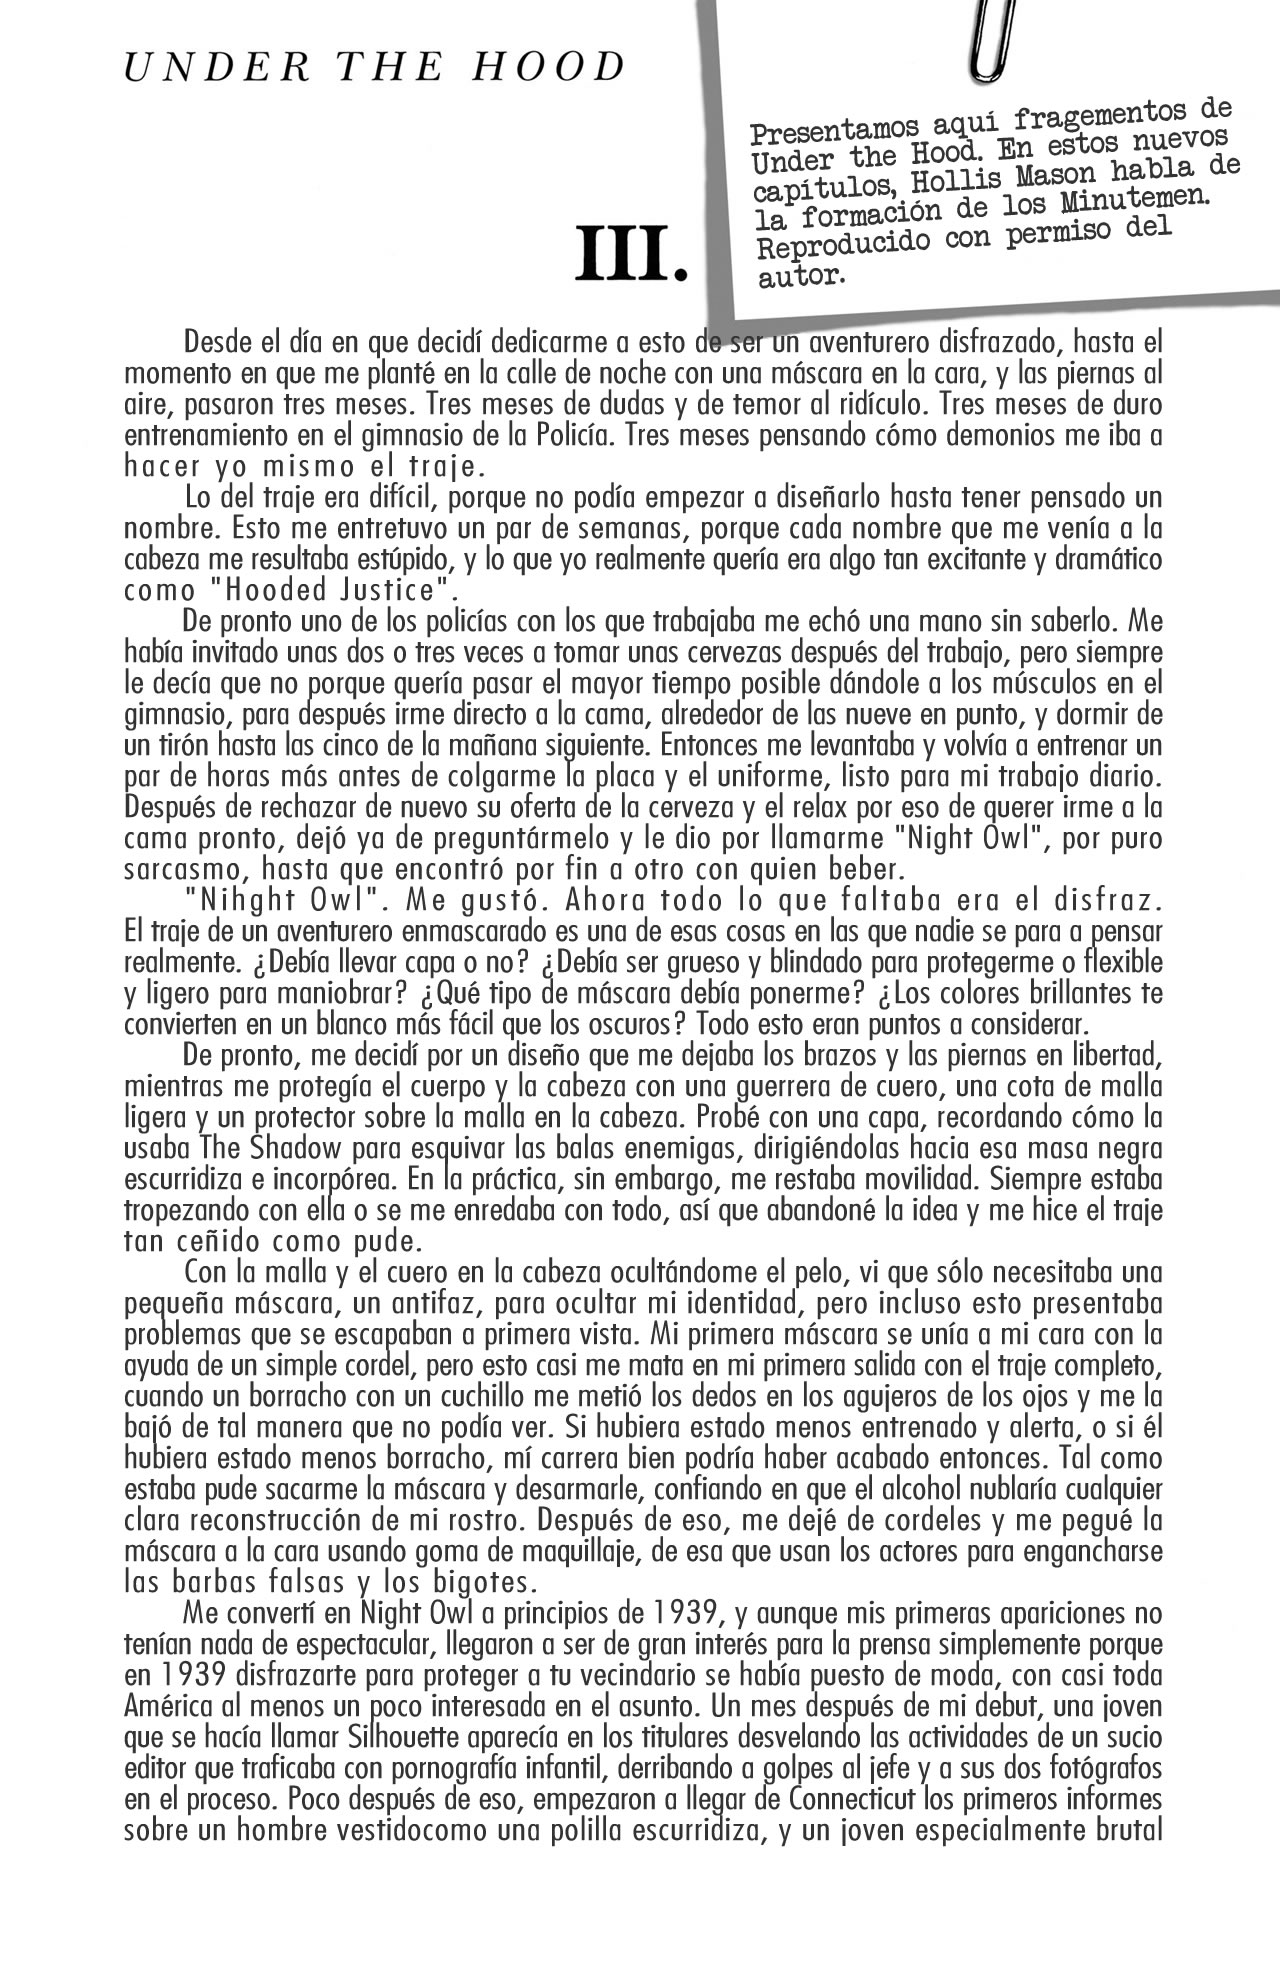 UNDER THE HOOD
Presentamos aquí fragementos de
Under the Hood. En estos nuevos
capítulos, Hollis Mason habla de
la formación de los Minutemen.
Reproducido con permiso del
autor.
III.
Desde el día en que decidí dedicarme a esto de ser un aventurero disfrazado, hasta el
momento en que me planté en la calle de noche con una máscara en la cara, y las piernas al
aire, pasaron tres meses. Tres meses de dudas y de temor al ridículo. Tres meses de duro
entrenamiento en el gimnasio de la Policía. Tres meses pensando cómo demonios me iba a
hacer yo mismo el traje.
Lo del traje era difícil, porque no podía empezar a diseñarlo hasta tener pensado un
nombre. Esto me entretuvo un par de semanas, porque cada nombre que me venía a la
cabeza me resultaba estúpido, y lo que yo realmente quería era algo tan excitante y dramático
como "Hooded Justice".
De pronto uno de los policías con los que trabajaba me echó una mano sin saberlo. Me
había invitado unas dos o tres veces a tomar unas cervezas después del trabajo, pero siempre
le decía que no porque quería pasar el mayor tiempo posible dándole a los músculos en el
gimnasio, para después irme directo a la cama, alrededor de las nueve en punto, y dormir de
un tirón hasta las cinco de la mañana siguiente. Entonces me levantaba y volvía a entrenar un
par de horas más antes de colgarme la placa y el uniforme, listo para mi trabajo diario.
Después de rechazar de nuevo su oferta de la cerveza y el relax por eso de querer irme a la
cama pronto, dejó ya de preguntármelo y le dio por llamarme "Night Owl", por puro
sarcasmo, hasta que encontró por fin a otro con quien beber.
"Nihght Owl". Me gustó. Ahora todo lo que faltaba era el disfraz.
El traje de un aventurero enmascarado es una de esas cosas en las que nadie se para a pensar
realmente. ¿Debía llevar capa o no? ¿Debía ser grueso y blindado para protegerme o flexible
y ligero para maniobrar? ¿Qué tipo de máscara debía ponerme? ¿Los colores brillantes te
convierten en un blanco más fácil que los oscuros? Todo esto eran puntos a considerar.
De pronto, me decidí por un diseño que me dejaba los brazos y las piernas en libertad,
mientras me protegía el cuerpo y la cabeza con una guerrera de cuero, una cota de malla
ligera y un protector sobre la malla en la cabeza. Probé con una capa, recordando cómo la
usaba The Shadow para esquivar las balas enemigas, dirigiéndolas hacia esa masa negra
escurridiza e incorpórea. En la práctica, sin embargo, me restaba movilidad. Siempre estaba
tropezando con ella o se me enredaba con todo, así que abandoné la idea y me hice el traje
tan ceñido como pude.
Con la malla y el cuero en la cabeza ocultándome el pelo, vi que sólo necesitaba una
pequeña máscara, un antifaz, para ocultar mi identidad, pero incluso esto presentaba
problemas que se escapaban a primera vista. Mi primera máscara se unía a mi cara con la
ayuda de un simple cordel, pero esto casi me mata en mi primera salida con el traje completo,
cuando un borracho con un cuchillo me metió los dedos en los agujeros de los ojos y me la
bajó de tal manera que no podía ver. Si hubiera estado menos entrenado y alerta, o si él
hubiera estado menos borracho, mí carrera bien podría haber acabado entonces. Tal como
estaba pude sacarme la máscara y desarmarle, confiando en que el alcohol nublaría cualquier
clara reconstrucción de mi rostro. Después de eso, me dejé de cordeles y me pegué la
máscara a la cara usando goma de maquillaje, de esa que usan los actores para engancharse
las barbas falsas y los bigotes.
Me convertí en Night Owl a principios de 1939, y aunque mis primeras apariciones no
tenían nada de espectacular, llegaron a ser de gran interés para la prensa simplemente porque
en 1939 disfrazarte para proteger a tu vecindario se había puesto de moda, con casi toda
América al menos un poco interesada en el asunto. Un mes después de mi debut, una joven
que se hacía llamar Silhouette aparecía en los titulares desvelando las actividades de un sucio
editor que traficaba con pornografía infantil, derribando a golpes al jefe y a sus dos fotógrafos
en el proceso. Poco después de eso, empezaron a llegar de Connecticut los primeros informes
sobre un hombre vestidocomo una polilla escurridiza, y un joven especialmente brutal